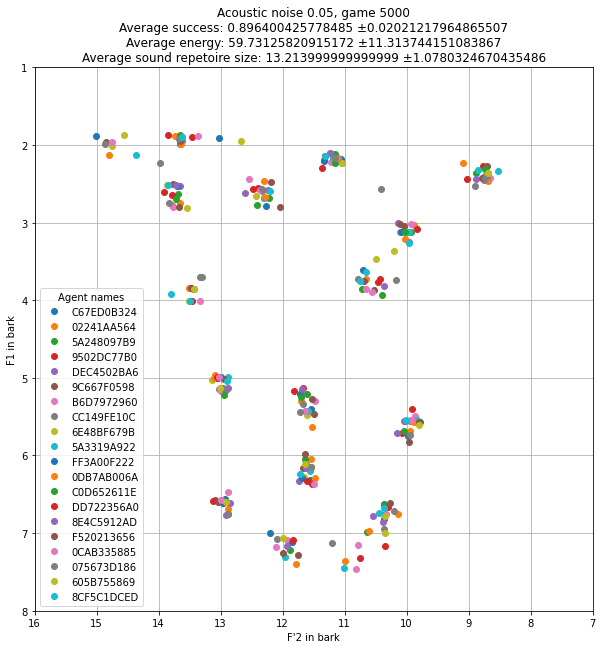 Acoustic noise 0.05, game 5000
Average success: 0.896400425778485 ±0.02021217964865507
Average energy: 59.73125820915172 ±11.313744151083867
Average sound repetoire size: 13.213999999999999 ±1.0780324670435486
1
2
3
4
5
6
7
8
F1 in bark
Agent names
C67ED0B324
02241AA564
5A248097B9
9502DC77B0
DEC4502BA6
9C667F0598
B6D7972960
CC149FE10C
6E48BF679B
5A3319A922
FF3A00F222
0DB7AB006A
C0D652611E
DD722356A0
8E4C5912AD
F520213656
0CAB335885
075673D186
605B755869
8CF5C1DCED
16 15 14 13 12 11 10 9 8 7
F'2 in bark